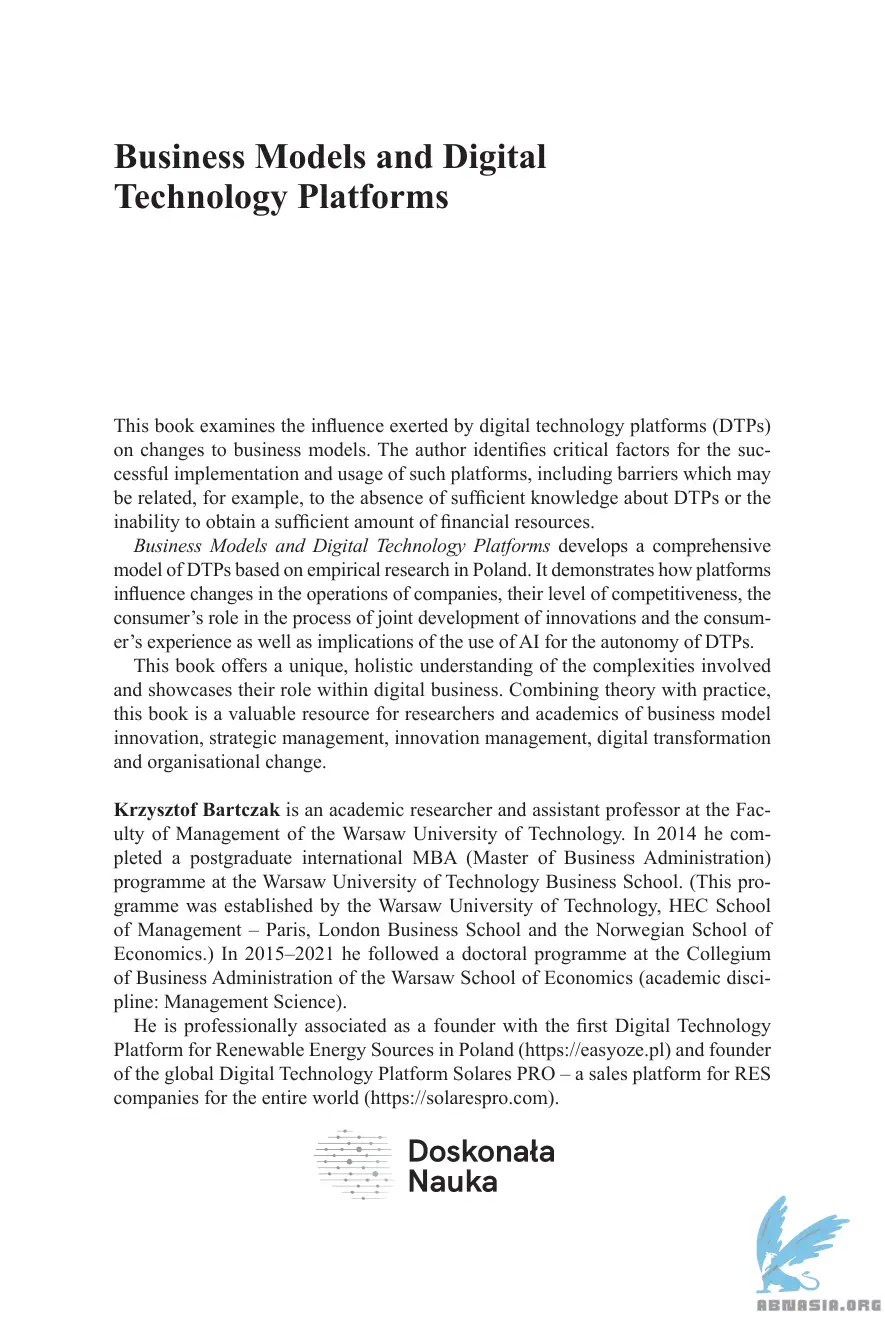 Business Models and Digital
Technology Platforms
This book examines the influence exerted by digital technology platforms (DTPs)
on changes to business models. The author identifies critical factors for the suc-
cessful implementation and usage of such platforms, including barriers which may
be related, for example, to the absence of sufficient knowledge about DTPs or the
inability to obtain a sufficient amount of financial resources.
Business Models and Digital Technology Platforms develops a comprehensive
model of DTPs based on empirical research in Poland. It demonstrates how platforms
influence changes in the operations of companies, their level of competitiveness, the
consumer's role in the process of joint development of innovations and the consum-
er's experience as well as implications of the use of AI for the autonomy of DTPs.
This book offers a unique, holistic understanding of the complexities involved
and showcases their role within digital business. Combining theory with practice,
this book is a valuable resource for researchers and academics of business model
innovation, strategic management, innovation management, digital transformation
and organisational change.
Krzysztof Bartczak is an academic researcher and assistant professor at the Fac-
ulty of Management of the Warsaw University of Technology. In 2014 he com-
pleted a postgraduate international MBA (Master of Business Administration)
programme at the Warsaw University of Technology Business School. (This pro-
gramme was established by the Warsaw University of Technology, HEC School
of Management – Paris, London Business School and the Norwegian School of
Economics.) In 2015–2021 he followed a doctoral programme at the Collegium
of Business Administration of the Warsaw School of Economics (academic disci-
pline: Management Science).
He is professionally associated as a founder with the first Digital Technology
Platform for Renewable Energy Sources in Poland (https://easyoze.pl) and founder
of the global Digital Technology Platform Solares PRO – a sales platform for RES
companies for the entire world (https://solarespro.com).
Doskonała
Nauka
ABNASIA.ORG